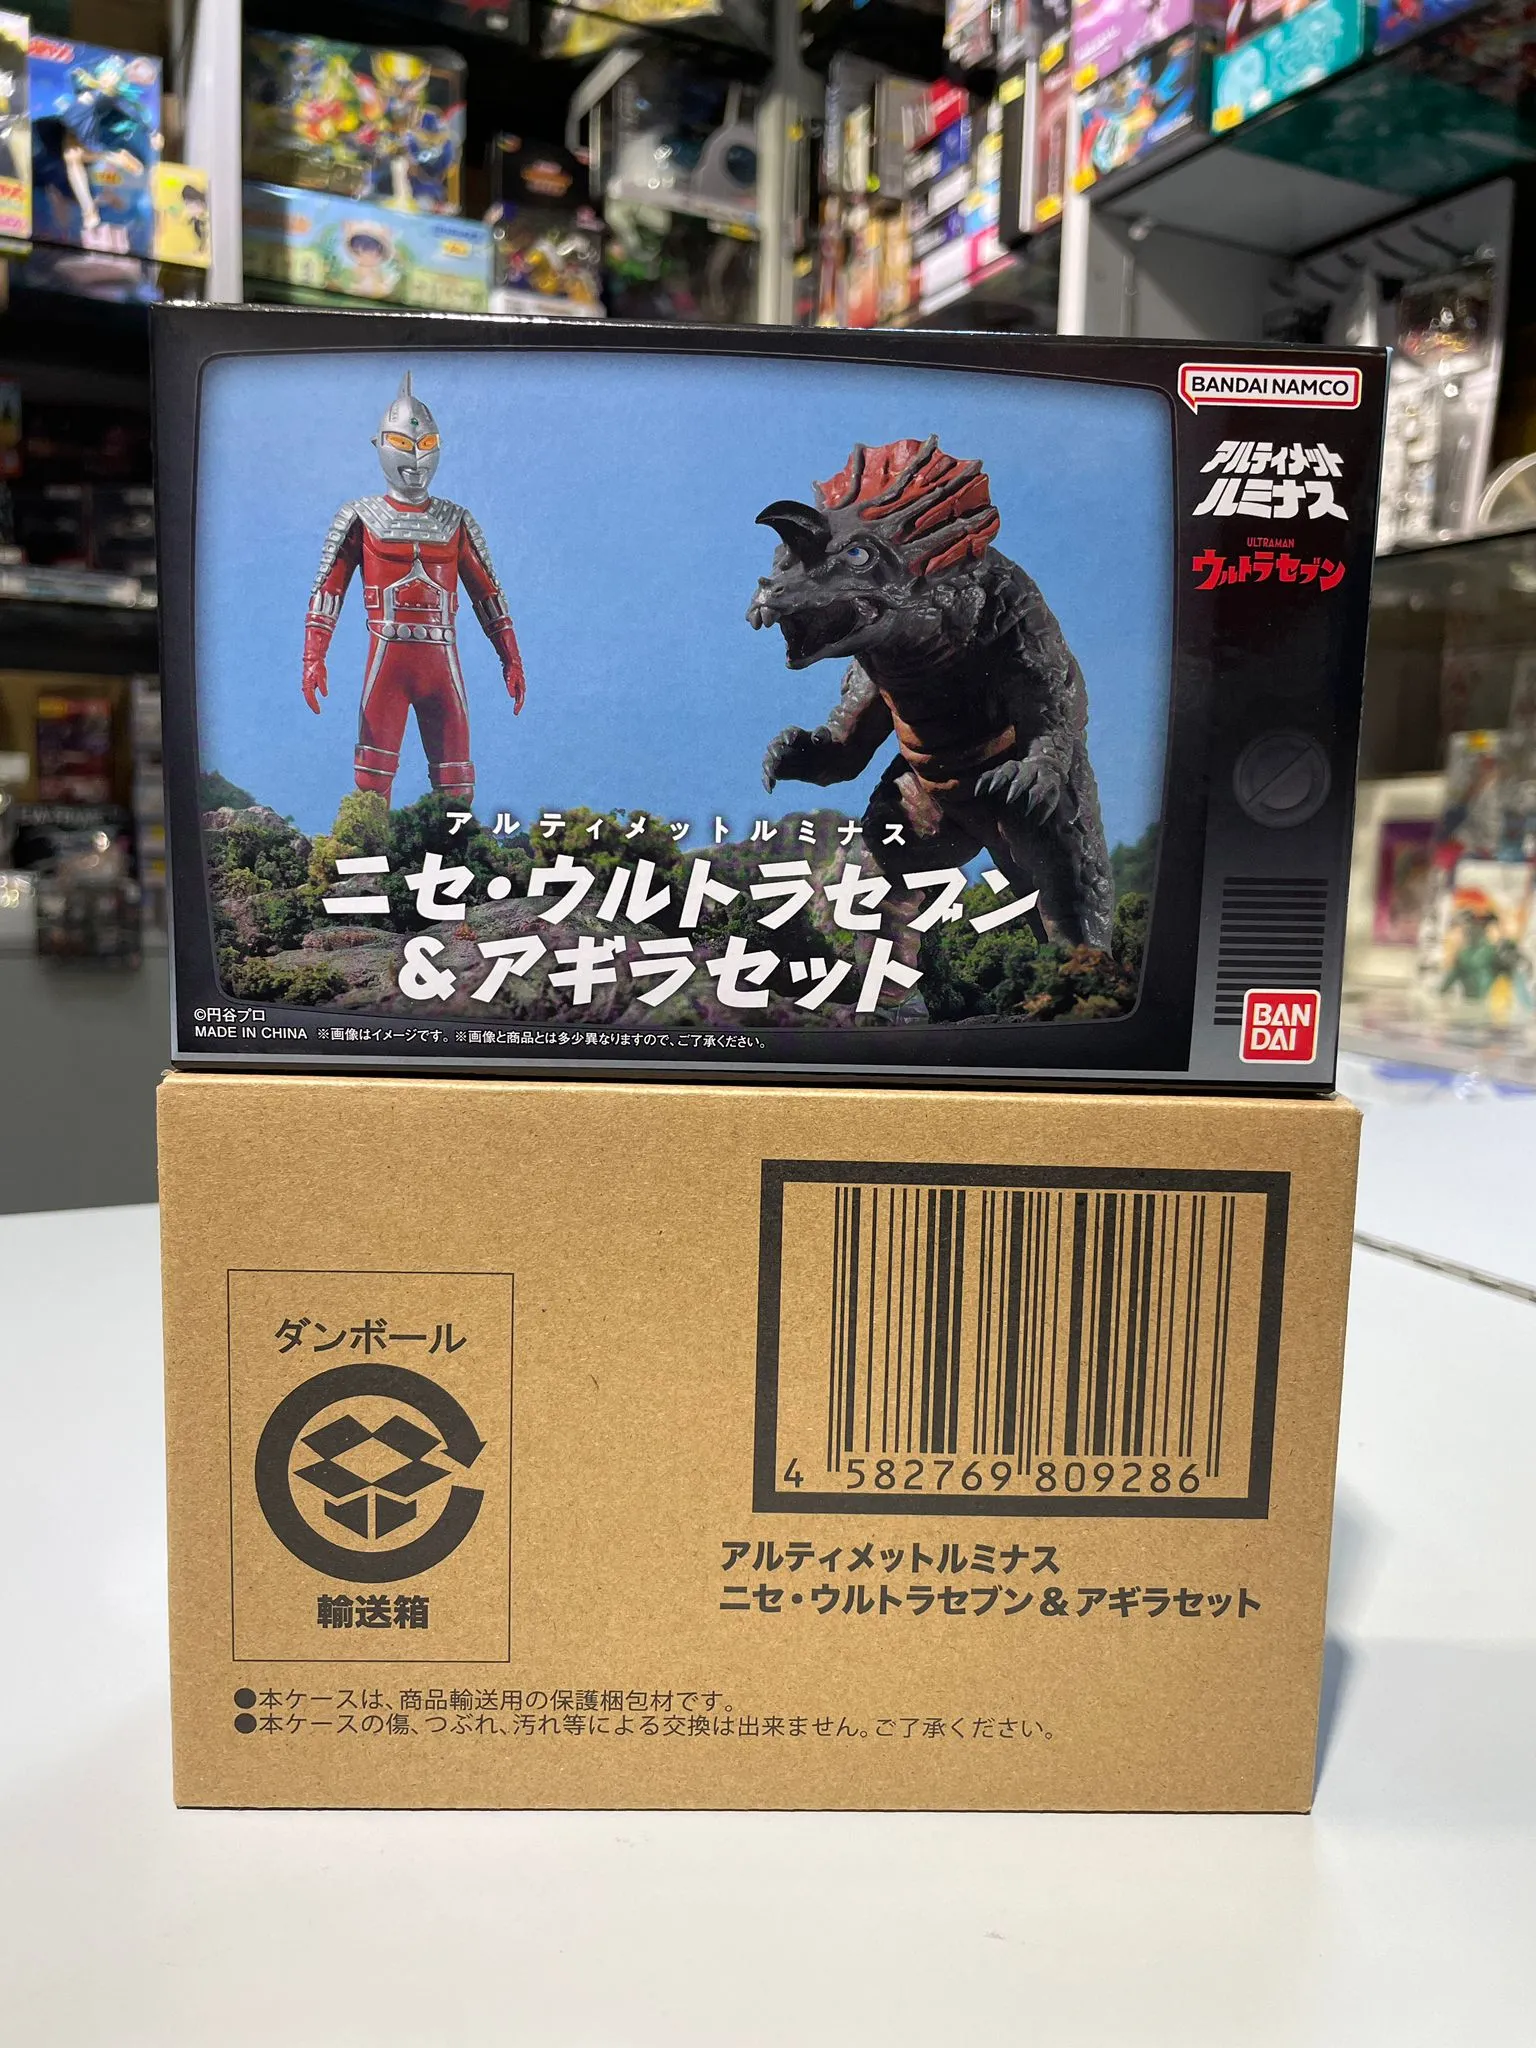 BANDAI NAMCO
アルティメット
ルミナス
ULTRAMAN
ウルトラセブン
アルティメットルミナス
ニセ・ウルトラセブン
&アギラセット
©円谷プロ
MADE IN CHINA ※画像はイメージです。※画像と商品とは多少異なりますので、ご了承ください。
BAN
DAI
4 582769 809286
ダンボール
輸送箱
アルティメットルミナス
ニセ・ウルトラセブン&アギラセット
●本ケースは、商品輸送用の保護梱包材です。
●本ケースの傷、つぶれ、汚れ等による交換は出来ません。ご了承ください。